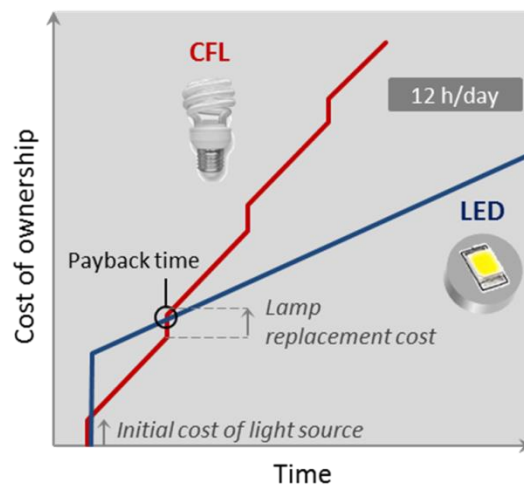 CFL
12 h/day
LED
Payback time
Lamp
replacement cost
Initial cost of light source
Cost of ownership
Time